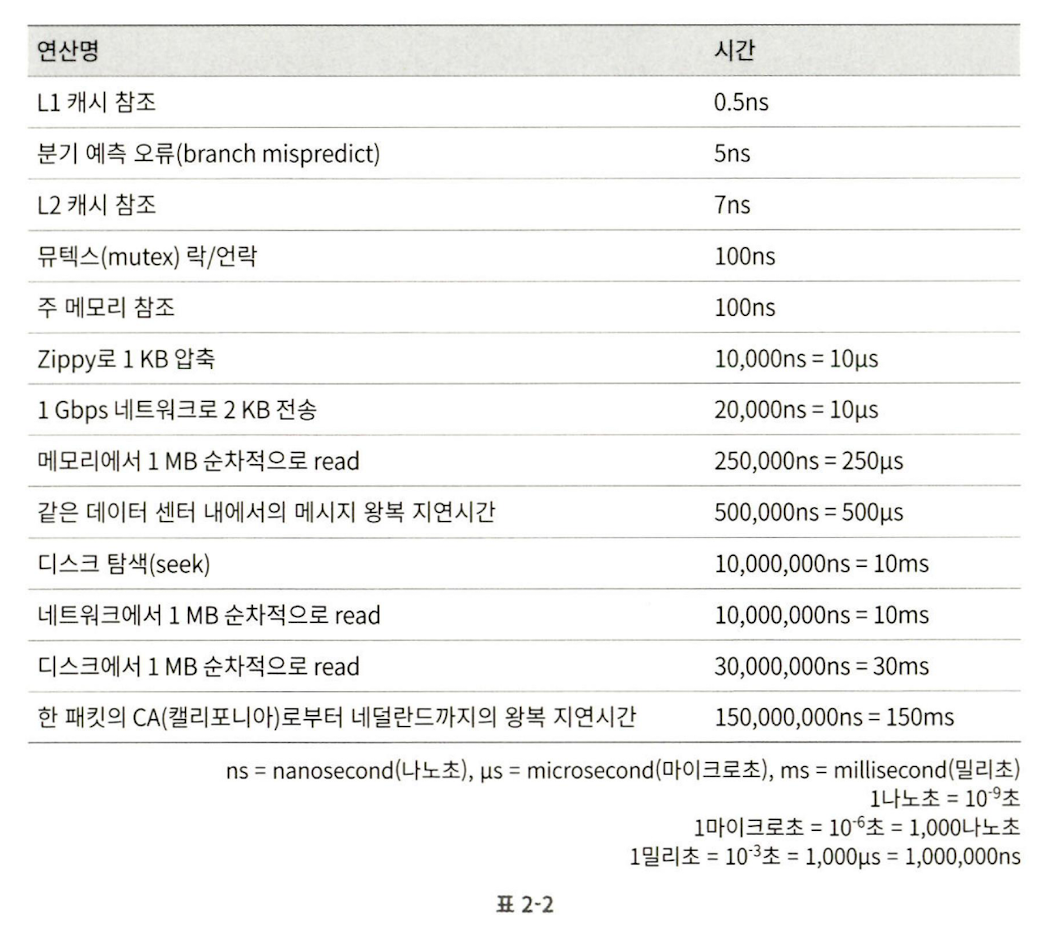 연산명 시간
L1 캐시 참조 0.5ns
분기 예측 오류(branch mispredict) 5ns
L2 캐시 참조 7ns
뮤텍스(mutex) 락/언락 100ns
주 메모리 참조 100ns
Zippy로 1 KB 압축 10,000ns = 10µs
1 Gbps 네트워크로 2 KB 전송 20,000ns = 10µs
메모리에서 1 MB 순차적으로 read 250,000ns = 250µs
같은 데이터 센터 내에서의 메시지 왕복 지연시간 500,000ns = 500µs
디스크 탐색(seek) 10,000,000ns = 10ms
네트워크에서 1 MB 순차적으로 read 10,000,000ns = 10ms
디스크에서 1 MB 순차적으로 read 30,000,000ns = 30ms
한 패킷의 CA(캘리포니아)로부터 네덜란드까지의 왕복 지연시간 150,000,000ns = 150ms
ns = nanosecond(나노초), µs = microsecond(마이크로초), ms = millisecond(밀리초)
1나노초 = 10⁻⁹초
1마이크로초 = 10⁻⁶초 = 1,000나노초
1밀리초 = 10⁻³초 = 1,000µs = 1,000,000ns
표 2-2